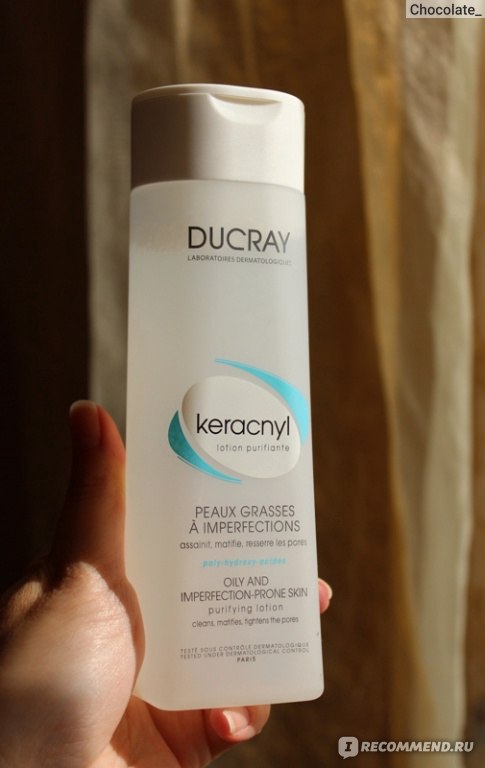 Chocolate_
DUCRAY
LABORATOIRES DERMATOLOGIQUES
keracnyl
lotion purifiante
PEAUX GRASSES
À IMPERFECTIONS
assainit, matifie, resserre les pores
poly-hydroxy-acides
OILY AND
IMPERFECTION-PRONE SKIN
purifying lotion
cleans, matifies, tightens the pores
TESTÉ SOUS CONTRÔLE DERMATOLOGIQUE
TESTED UNDER DERMATOLOGICAL CONTROL
PARIS
I RECOMMEND.RU